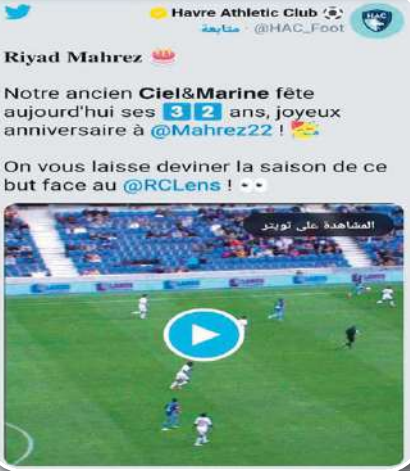 Havre Athletic Club ⚽
@HAC_Foot · متابعة
HAC
Riyad Mahrez 🎂
Notre ancien Ciel&Marine fête
aujourd'hui ses 3️⃣2️⃣ ans, joyeux
anniversaire à @Mahrez22 ! 🥳
On vous laisse deviner la saison de ce
but face au @RCLens ! 👀
المشاهدة على تويتر